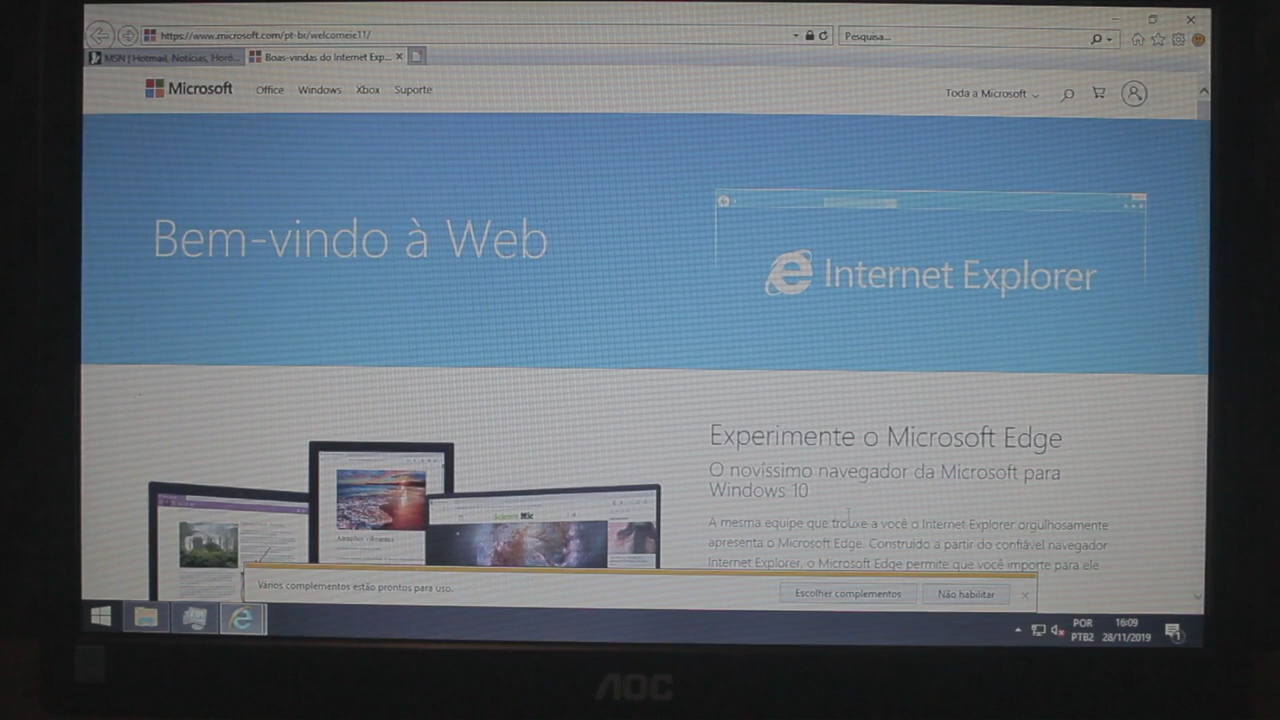 https://www.microsoft.com/pt-br/welcomeie11/
Pesquisa...
MSN | Hotmail, Notícias, Horó...
Boas-vindas do Internet Exp...
Microsoft
Office Windows Xbox Suporte
Toda a Microsoft
Bem-vindo à Web
Internet Explorer
Experimente o Microsoft Edge
O novíssimo navegador da Microsoft para
Windows 10
A mesma equipe que trouxe a você o Internet Explorer orgulhosamente
apresenta o Microsoft Edge. Construído a partir do confiável navegador
Internet Explorer, o Microsoft Edge permite que você importe para ele
Vários complementos estão prontos para uso.
Escolher complementos
Não habilitar
POR
PTB2
16:09
28/11/2019
1
AOC